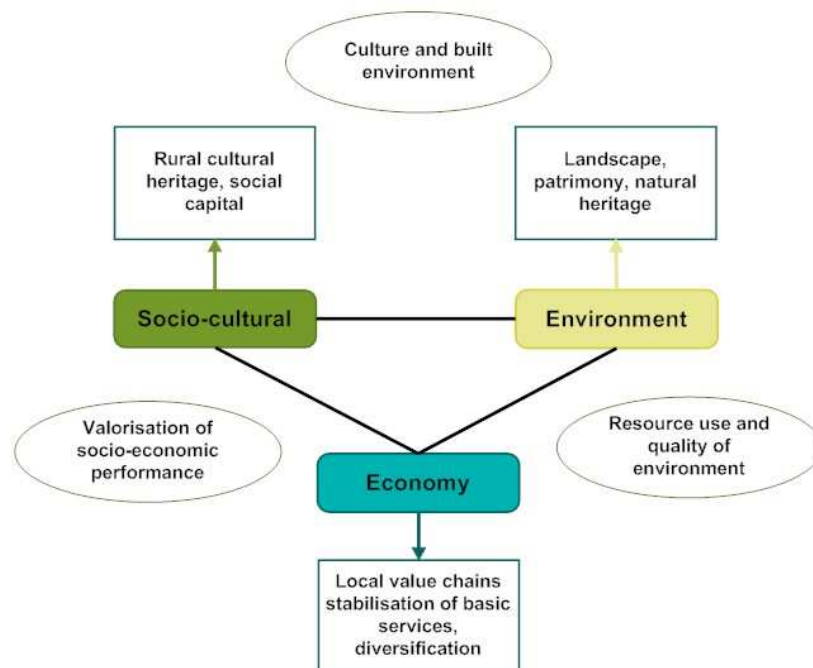 Culture and built
environment
Rural cultural
heritage, social
capital
Landscape,
patrimony, natural
heritage
Socio-cultural
Environment
Valorisation of
socio-economic
performance
Resource use and
quality of
environment
Economy
Local value chains
stabilisation of basic
services,
diversification